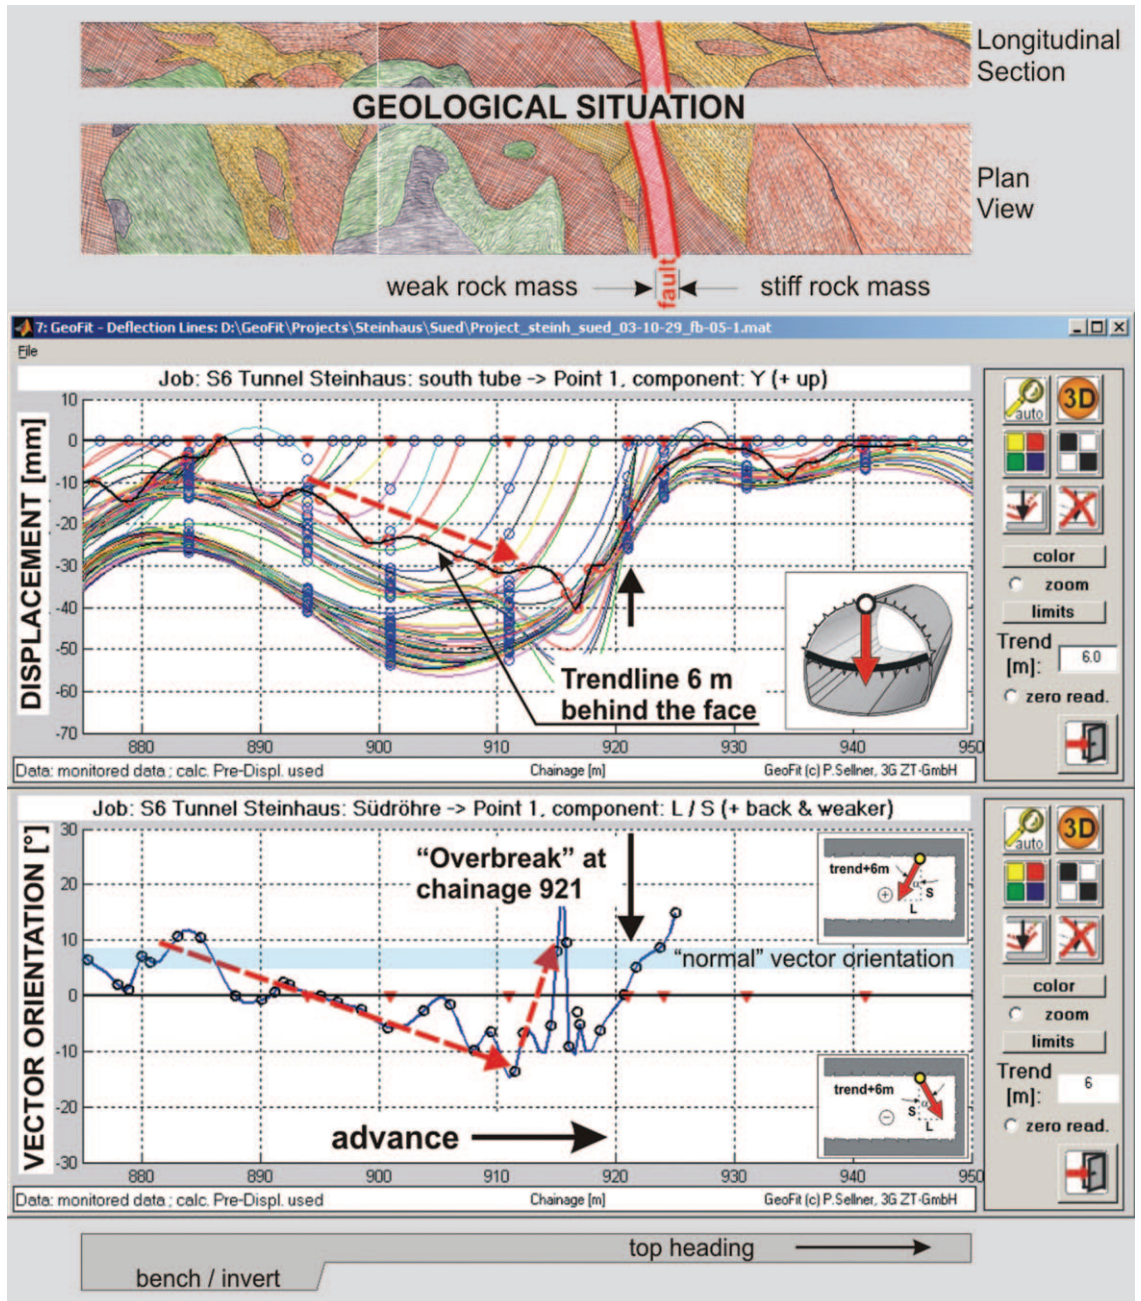 Longitudinal
Section
GEOLOGICAL SITUATION
Plan
View
weak rock mass
fault
stiff rock mass
7: GeoFit - Deflection Lines: D:\GeoFit\Projects\Steinhaus\Sued\Project_steinh_sued_03-10-29_fb-05-1.mat
File
Job: S6 Tunnel Steinhaus: south tube -> Point 1, component: Y (+ up)
DISPLACEMENT [mm]
10
0
-10
-20
-30
-40
-50
-60
-70
Trendline 6 m
behind the face
880 890 900 910 920 930 940 950
Data: monitored data; calc. Pre-Displ. used
Chainage [m]
GeoFit (c) P.Sellner, 3G ZT-GmbH
auto
3D
color
zoom
limits
Trend
[m]:
6.0
zero read.
Job: S6 Tunnel Steinhaus: Südröhre -> Point 1, component: L / S (+ back & weaker)
VECTOR ORIENTATION [°]
30
20
10
0
-10
-20
-30
"Overbreak" at
chainage 921
trend+6m
α
+
S
L
"normal" vector orientation
trend+6m
α
−
S
L
advance
880 890 900 910 920 930 940 950
Data: monitored data; calc. Pre-Displ. used
Chainage [m]
GeoFit (c) P.Sellner, 3G ZT-GmbH
auto
3D
color
zoom
limits
Trend
[m]:
6
zero read.
top heading
bench / invert